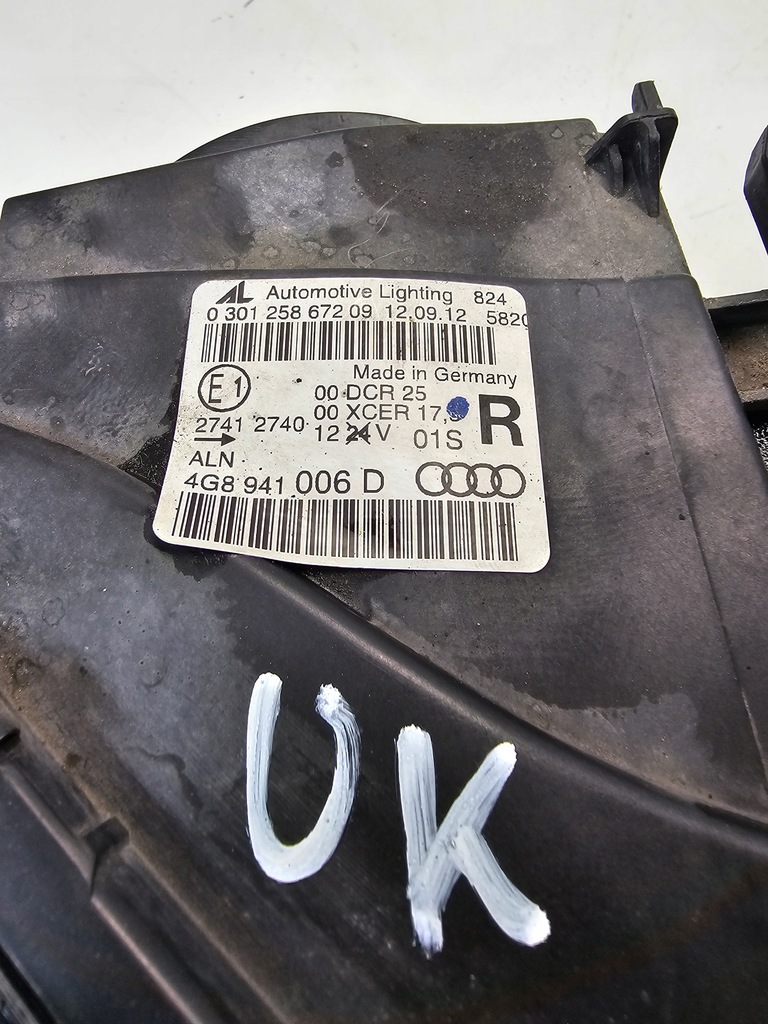 AL Automotive Lighting 824
0 301 258 672 09 12.09.12 5820
Made in Germany
E1 00 DCR 25
00 XCER 17, R
2741 2740 12 24 V 01S
ALN
4G8 941 006 D
UK